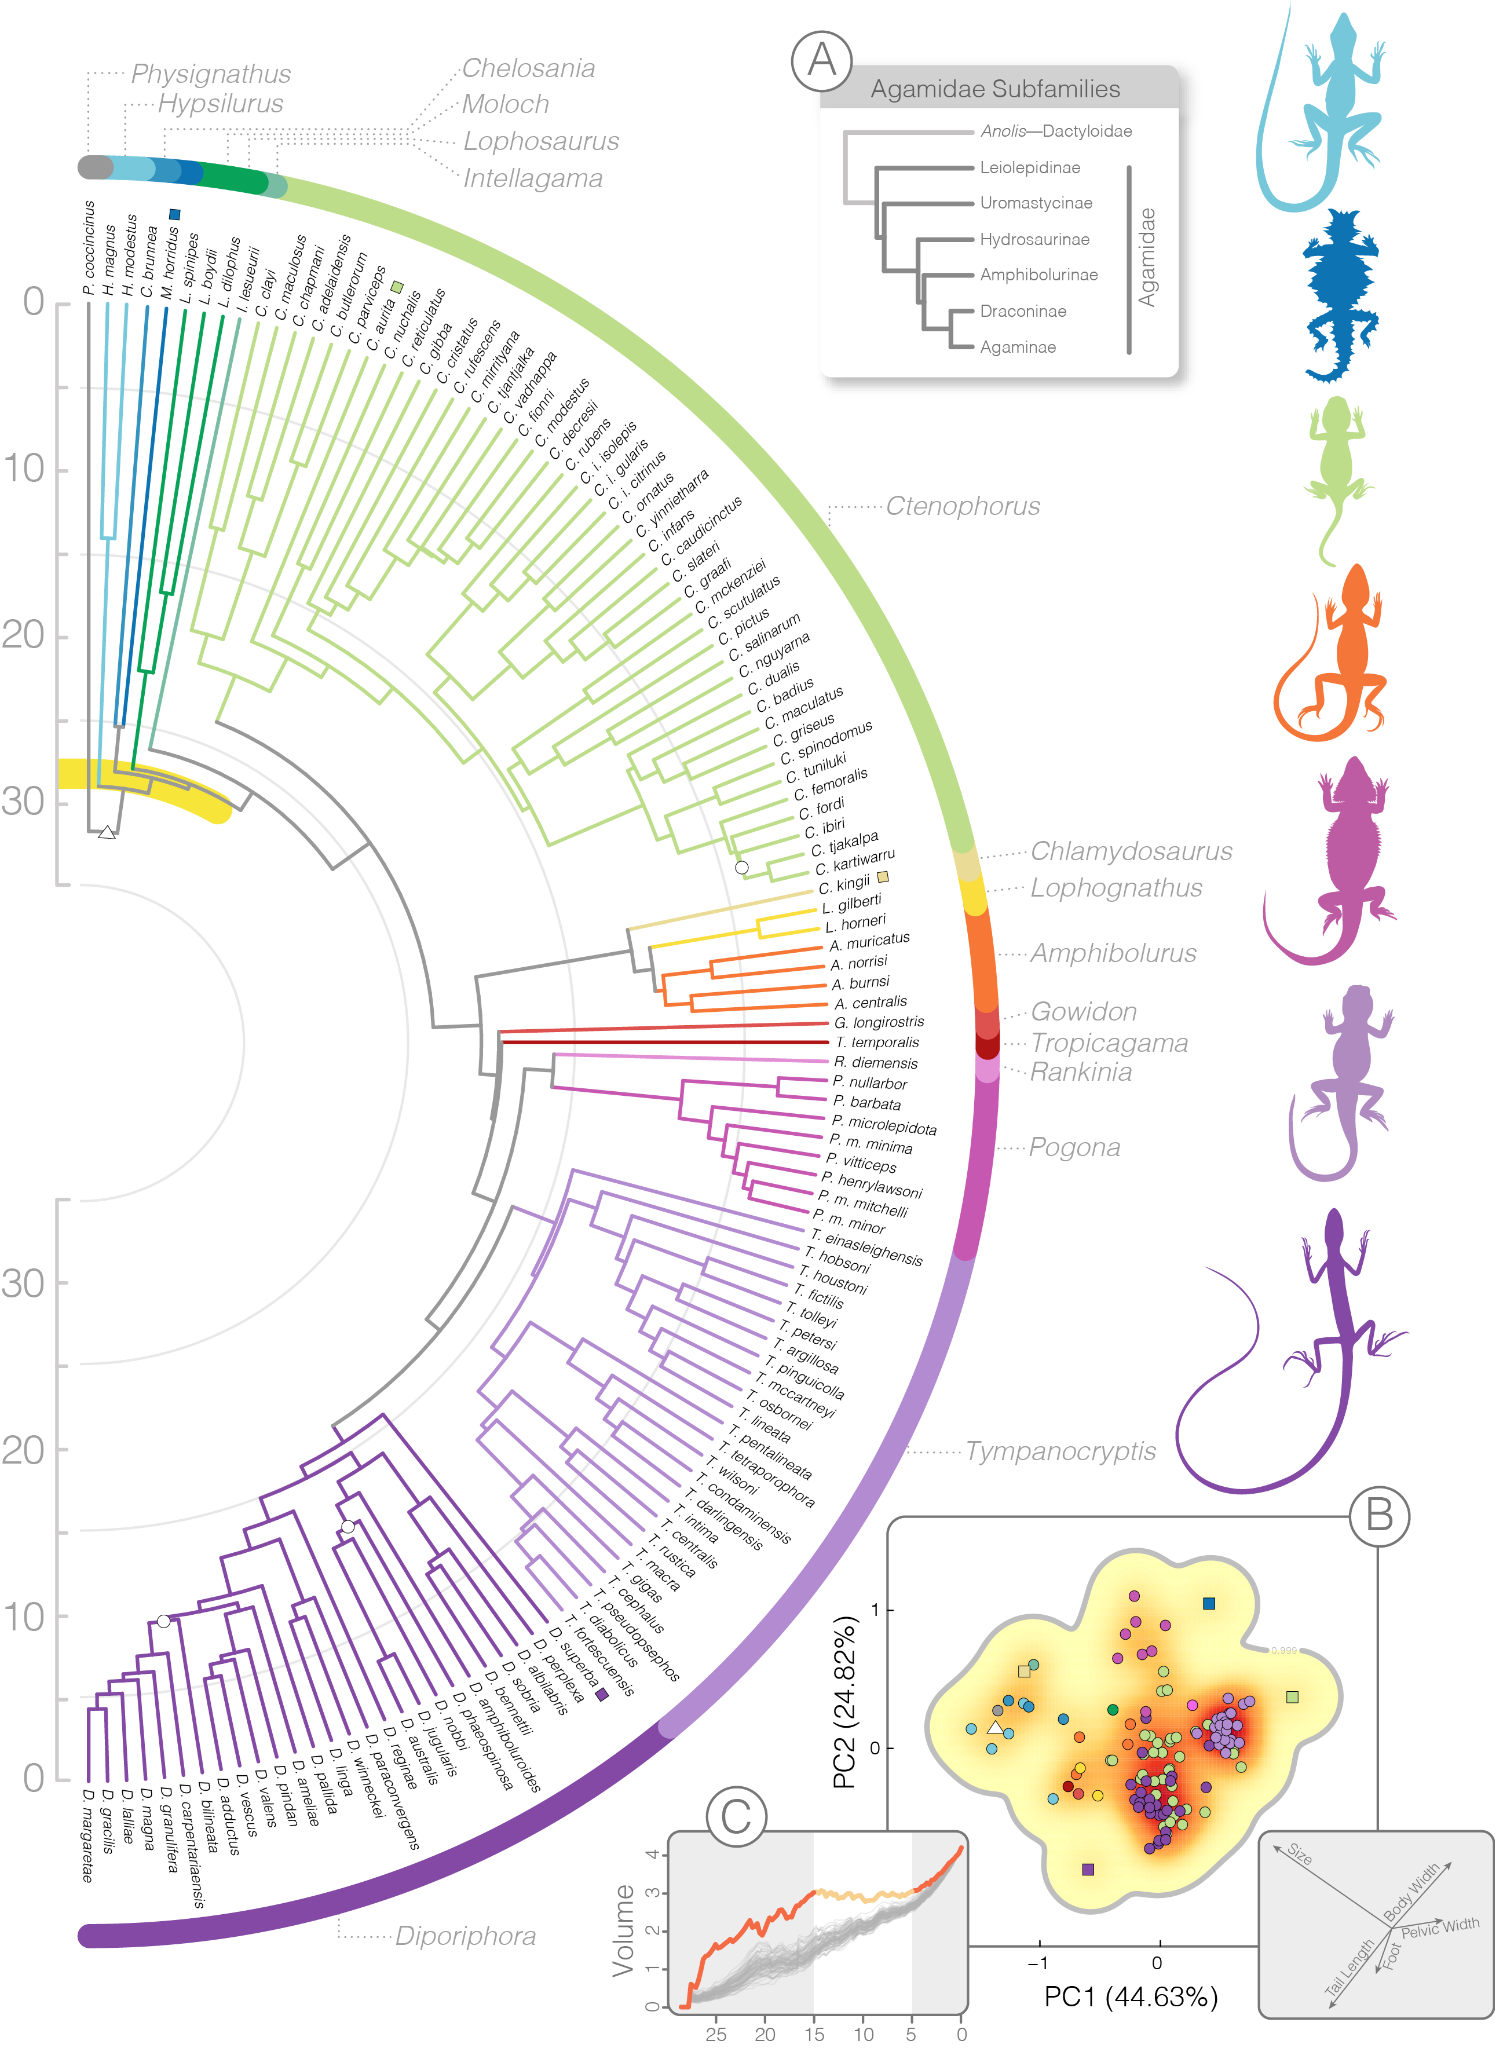 Physignathus
Hypsilurus
Chelosania
Moloch
Lophosaurus
Intellagama
A
Agamidae Subfamilies
Anolis—Dactyloidae
Leiolepidinae
Uromastycinae
Hydrosaurinae
Amphibolurinae
Draconinae
Agaminae
Agamidae
0
10
20
30
30
20
10
0
P. coccincinus
H. magnus
H. modestus
C. brunnea
M. horridus
L. spinipes
L. boydii
L. dilophus
I. lesueurii
C. clayi
C. maculosus
C. chapmani
C. adelaidensis
C. butlerorum
C. parviceps
C. aurita
C. nuchalis
C. reticulatus
C. gibba
C. cristatus
C. rufescens
C. mirrityana
C. tjantjalka
C. vadnappa
C. fionni
C. modestus
C. decresii
C. rubens
C. i. isolepis
C. i. gularis
C. i. citrinus
C. ornatus
C. yinnietharra
C. infans
C. caudicinctus
C. slateri
C. graafi
C. mckenziei
C. scutulatus
C. pictus
C. salinarum
C. nguyarna
C. dualis
C. badius
C. maculatus
C. griseus
C. spinodomus
C. tuniluki
C. femoralis
C. fordi
C. ibiri
C. tjakalpa
C. kartiwarru
C. kingii
L. gilberti
L. horneri
A. muricatus
A. norrisi
A. burnsi
A. centralis
G. longirostris
T. temporalis
R. diemensis
P. nullarbor
P. barbata
P. microlepidota
P. m. minima
P. vitticeps
P. henrylawsoni
P. m. mitchelli
P. m. minor
T. einasleighensis
T. hobsoni
T. houstoni
T. fictilis
T. tolleyi
T. petersi
T. argillosa
T. pinguicolla
T. mccartneyi
T. osbornei
T. lineata
T. pentalineata
T. tetraporophora
T. wilsoni
T. condaminensis
T. darlingensis
T. intima
T. centralis
T. rustica
T. macra
T. gigas
T. cephalus
T. pseudopsephos
T. diabolicus
T. fortescuensis
D. superba
D. perplexa
D. albilabris
D. sobria
D. bennettii
D. amphiboluroides
D. phaeospinosa
D. nobbi
D. jugularis
D. australis
D. reginae
D. paraconvergens
D. winneckei
D. linga
D. pallida
D. ameliae
D. pindan
D. valens
D. vescus
D. adductus
D. bilineata
D. carpentariaensis
D. granulifera
D. magna
D. lalliae
D. gracilis
D. margaretae
Ctenophorus
Chlamydosaurus
Lophognathus
Amphibolurus
Gowidon
Tropicagama
Rankinia
Pogona
Tympanocryptis
Diporiphora
B
PC2 (24.82%)
1
0
0.999
−1
0
PC1 (44.63%)
Size
Body Width
Pelvic Width
Foot
Tail Length
C
Volume
4
3
2
1
0
25
20
15
10
5
0